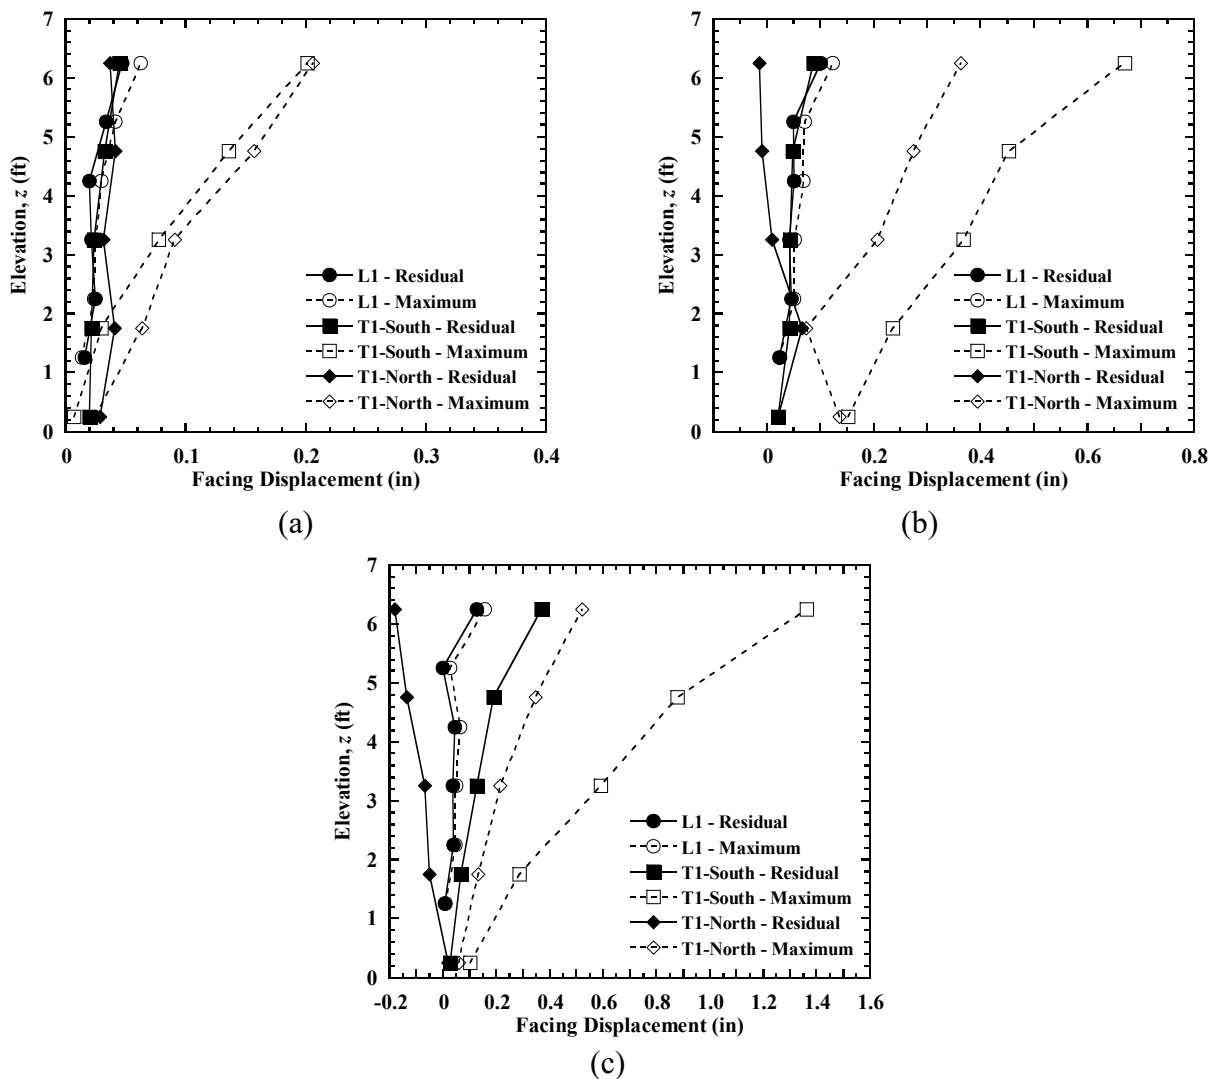 7
6
5
4
3
2
1
0
Elevation, z (ft)
L1 - Residual
L1 - Maximum
T1-South - Residual
T1-South - Maximum
T1-North - Residual
T1-North - Maximum
0 0.1 0.2 0.3 0.4
Facing Displacement (in)
(a)
7
6
5
4
3
2
1
0
Elevation, z (ft)
L1 - Residual
L1 - Maximum
T1-South - Residual
T1-South - Maximum
T1-North - Residual
T1-North - Maximum
0 0.2 0.4 0.6 0.8
Facing Displacement (in)
(b)
7
6
5
4
3
2
1
0
Elevation, z (ft)
L1 - Residual
L1 - Maximum
T1-South - Residual
T1-South - Maximum
T1-North - Residual
T1-North - Maximum
-0.2 0 0.2 0.4 0.6 0.8 1.0 1.2 1.4 1.6
Facing Displacement (in)
(c)